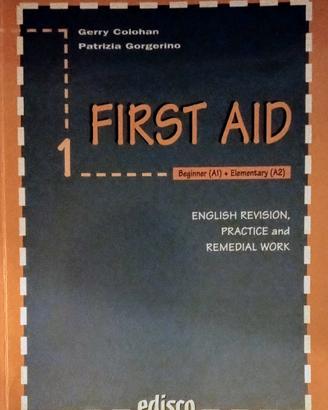 Gerry Colohan
Patrizia Gorgerino
FIRST AID
1
Beginner (A1) + Elementary (A2)
ENGLISH REVISION,
PRACTICE and
REMEDIAL WORK
edisco